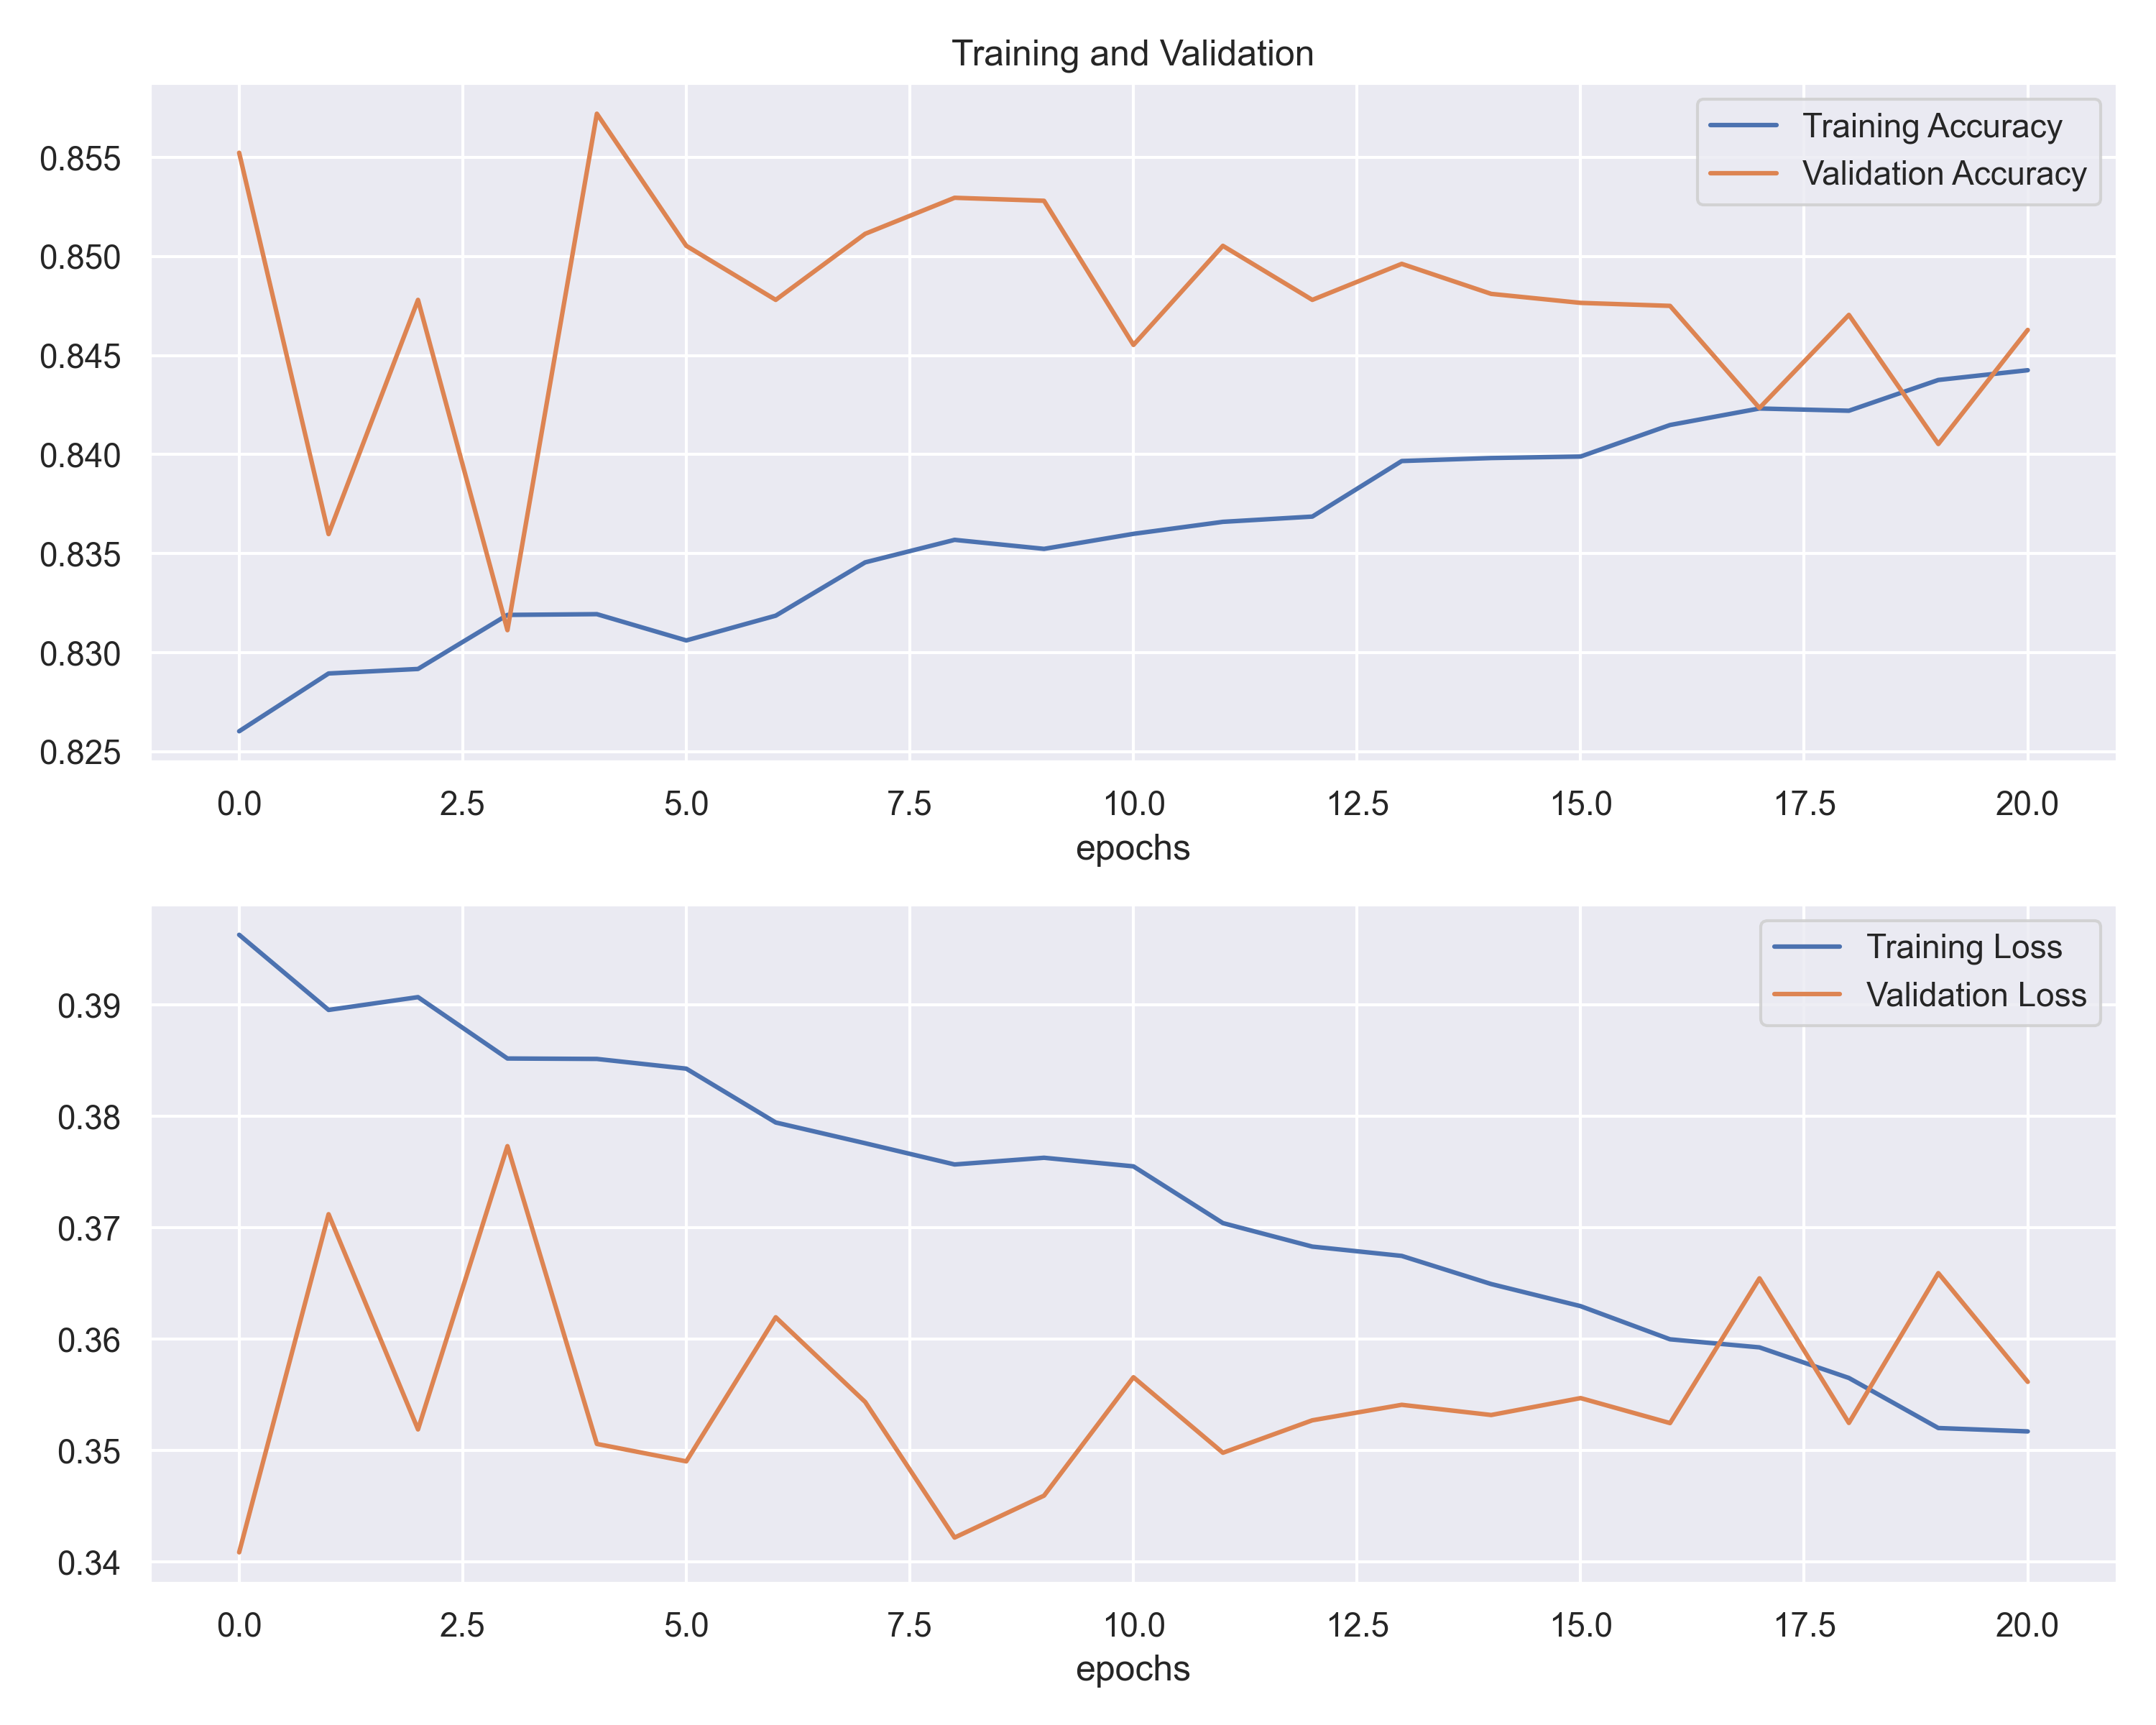 Training and Validation
Training Accuracy
Validation Accuracy
0.855
0.850
0.845
0.840
0.835
0.830
0.825
0.0 2.5 5.0 7.5 10.0 12.5 15.0 17.5 20.0
epochs
Training Loss
Validation Loss
0.39
0.38
0.37
0.36
0.35
0.34
0.0 2.5 5.0 7.5 10.0 12.5 15.0 17.5 20.0
epochs